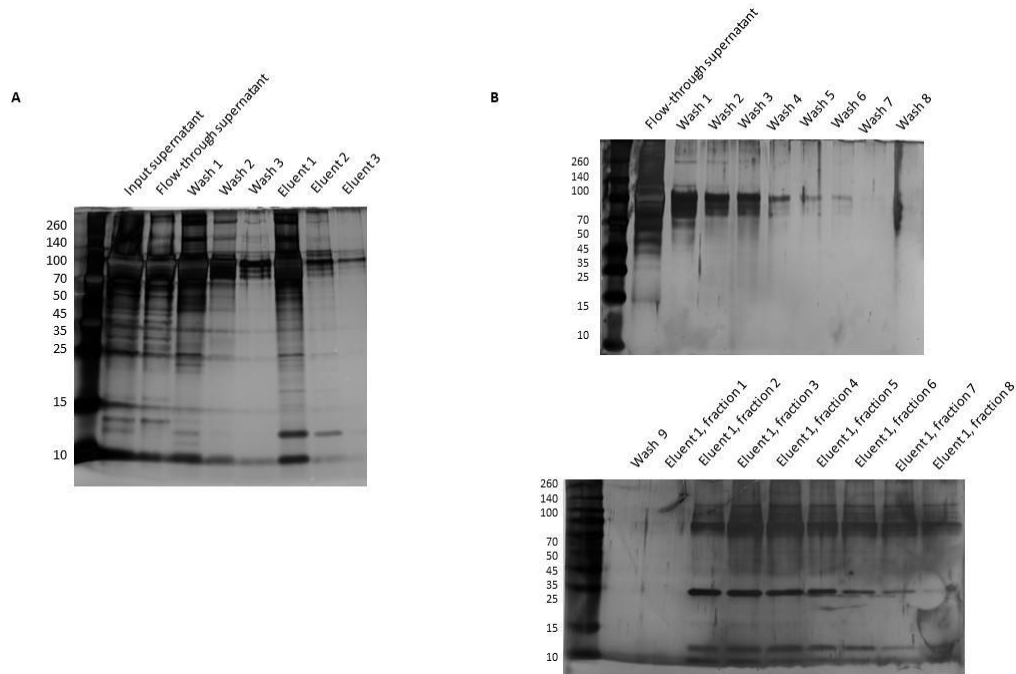 A
Input supernatant
Flow-through supernatant
Wash 1
Wash 2
Wash 3
Eluent 1
Eluent 2
Eluent 3
260
140
100
70
50
45
35
25
15
10
B
Flow-through supernatant
Wash 1
Wash 2
Wash 3
Wash 4
Wash 5
Wash 6
Wash 7
Wash 8
260
140
100
70
50
45
35
25
15
10
Wash 9
Eluent 1, fraction 1
Eluent 1, fraction 2
Eluent 1, fraction 3
Eluent 1, fraction 4
Eluent 1, fraction 5
Eluent 1, fraction 6
Eluent 1, fraction 7
Eluent 1, fraction 8
260
140
100
70
50
45
35
25
15
10